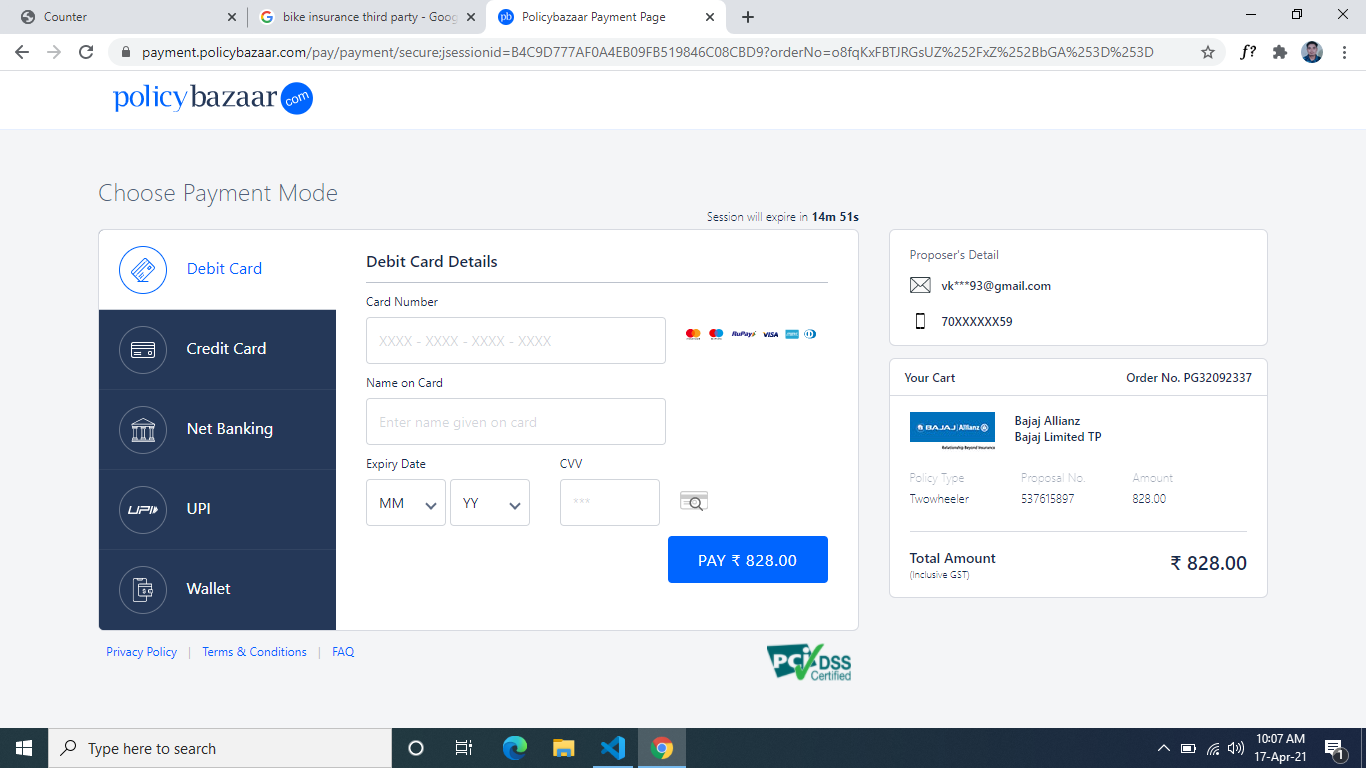 Counter
bike insurance third party - Goog
pb Policybazaar Payment Page
payment.policybazaar.com/pay/payment/secure;jsessionid=B4C9D777AF0A4EB09FB519846C08CBD9?orderNo=o8fqKxFBTJRGsUZ%252FxZ%252BbGA%253D%253D
f?
policybazaar com
Choose Payment Mode
Session will expire in 14m 51s
Debit Card
Credit Card
Net Banking
UPI UPI
Wallet
Debit Card Details
Card Number
XXXX - XXXX - XXXX - XXXX
RuPay VISA
Name on Card
Enter name given on card
Expiry Date CVV
MM YY ***
PAY ₹ 828.00
Proposer's Detail
vk***93@gmail.com
70XXXXXX59
Your Cart Order No. PG32092337
BAJAJ Allianz
Relationship Beyond Insurance
Bajaj Allianz
Bajaj Limited TP
Policy Type Proposal No. Amount
Twowheeler 537615897 828.00
Total Amount ₹ 828.00
(Inclusive GST)
Privacy Policy | Terms & Conditions | FAQ
PCI DSS
Certified
Type here to search
10:07 AM
17-Apr-21
1